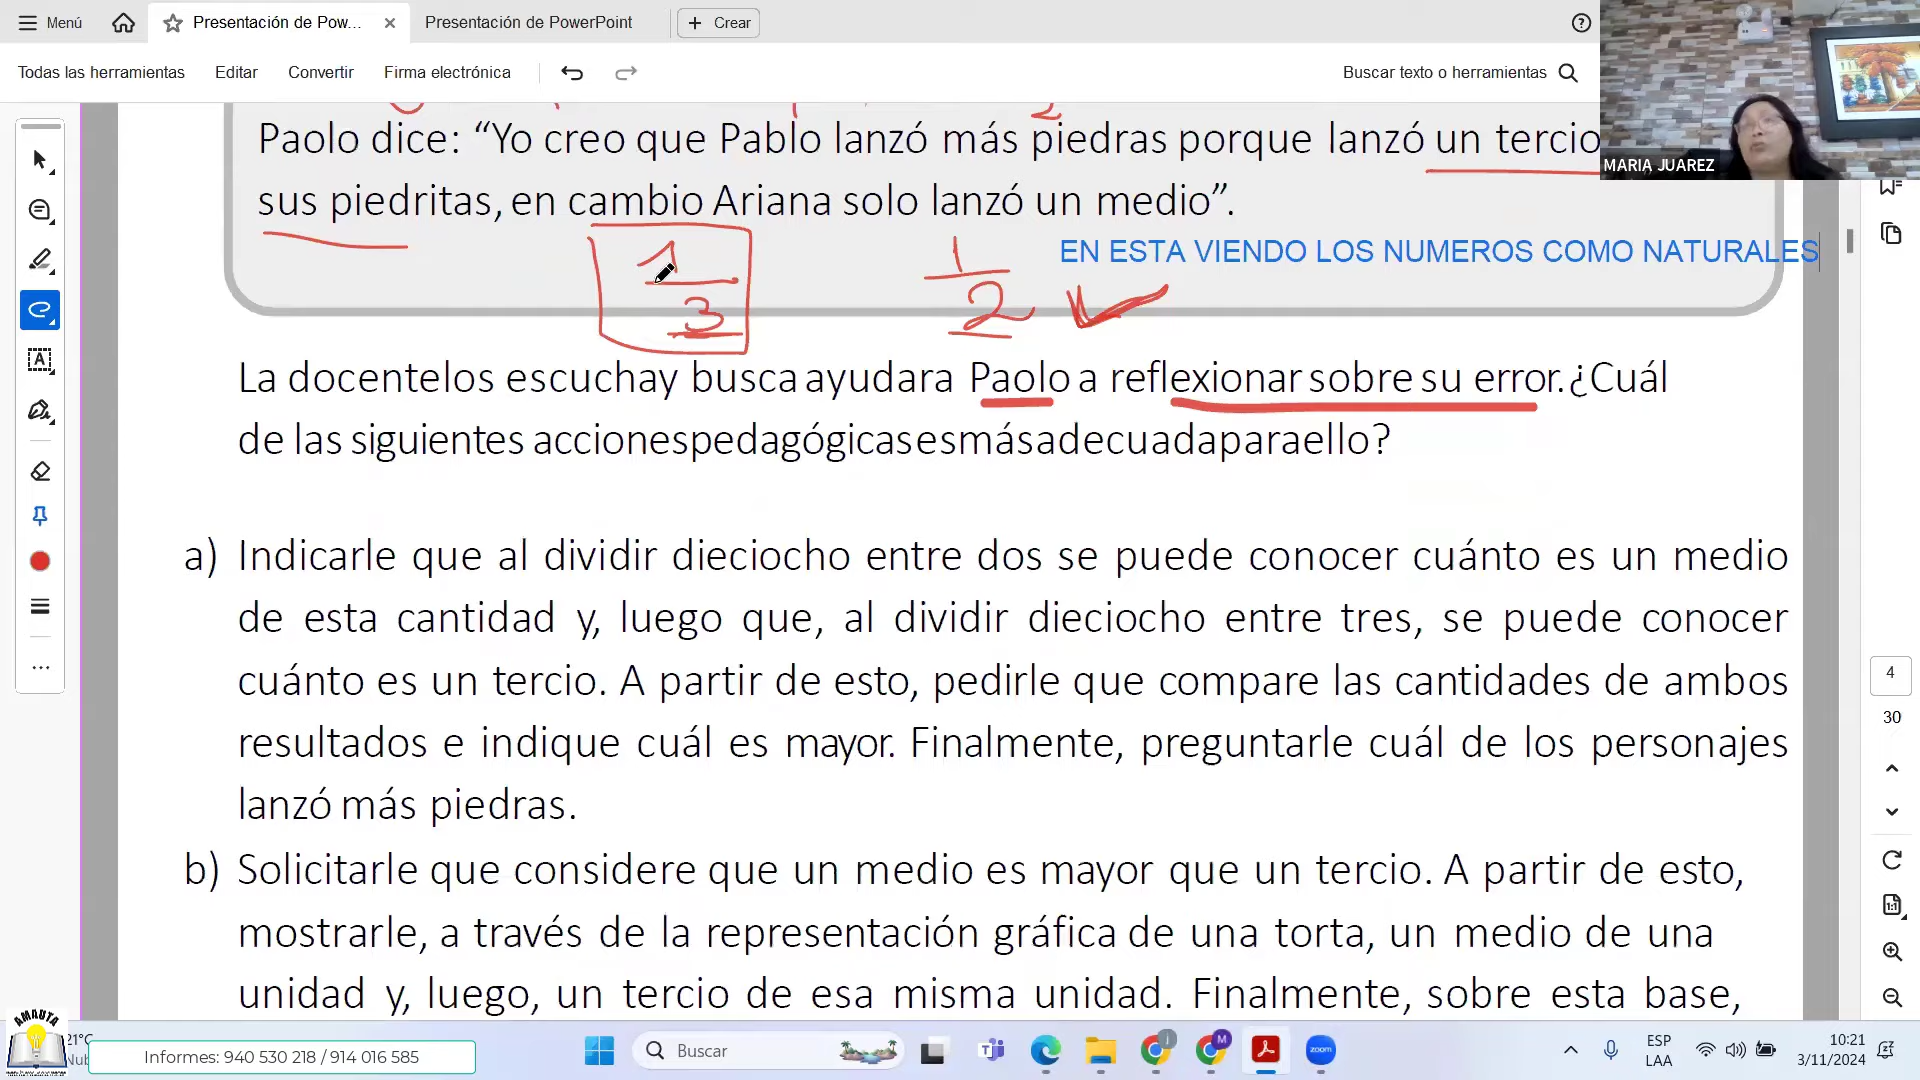 Menú
Presentación de Pow...
Presentación de PowerPoint
Crear
Todas las herramientas
Editar
Convertir
Firma electrónica
Buscar texto o herramientas
MARIA JUAREZ
Paolo dice: “Yo creo que Pablo lanzó más piedras porque lanzó un tercio
sus piedritas, en cambio Ariana solo lanzó un medio”.
EN ESTA VIENDO LOS NUMEROS COMO NATURALES
1
3
1
2
La docentelos escuchay buscaayudara Paolo a reflexionar sobre su error.¿Cuál
de las siguientes accionespedagógicasesmásadecuadaparaello?
a) Indicarle que al dividir dieciocho entre dos se puede conocer cuánto es un medio
de esta cantidad y, luego que, al dividir dieciocho entre tres, se puede conocer
cuánto es un tercio. A partir de esto, pedirle que compare las cantidades de ambos
resultados e indique cuál es mayor. Finalmente, preguntarle cuál de los personajes
lanzó más piedras.
b) Solicitarle que considere que un medio es mayor que un tercio. A partir de esto,
mostrarle, a través de la representación gráfica de una torta, un medio de una
unidad y, luego, un tercio de esa misma unidad. Finalmente, sobre esta base,
4
30
AMAUTA
21°C
Informes: 940 530 218 / 914 016 585
Buscar
zoom
ESP
LAA
10:21
3/11/2024